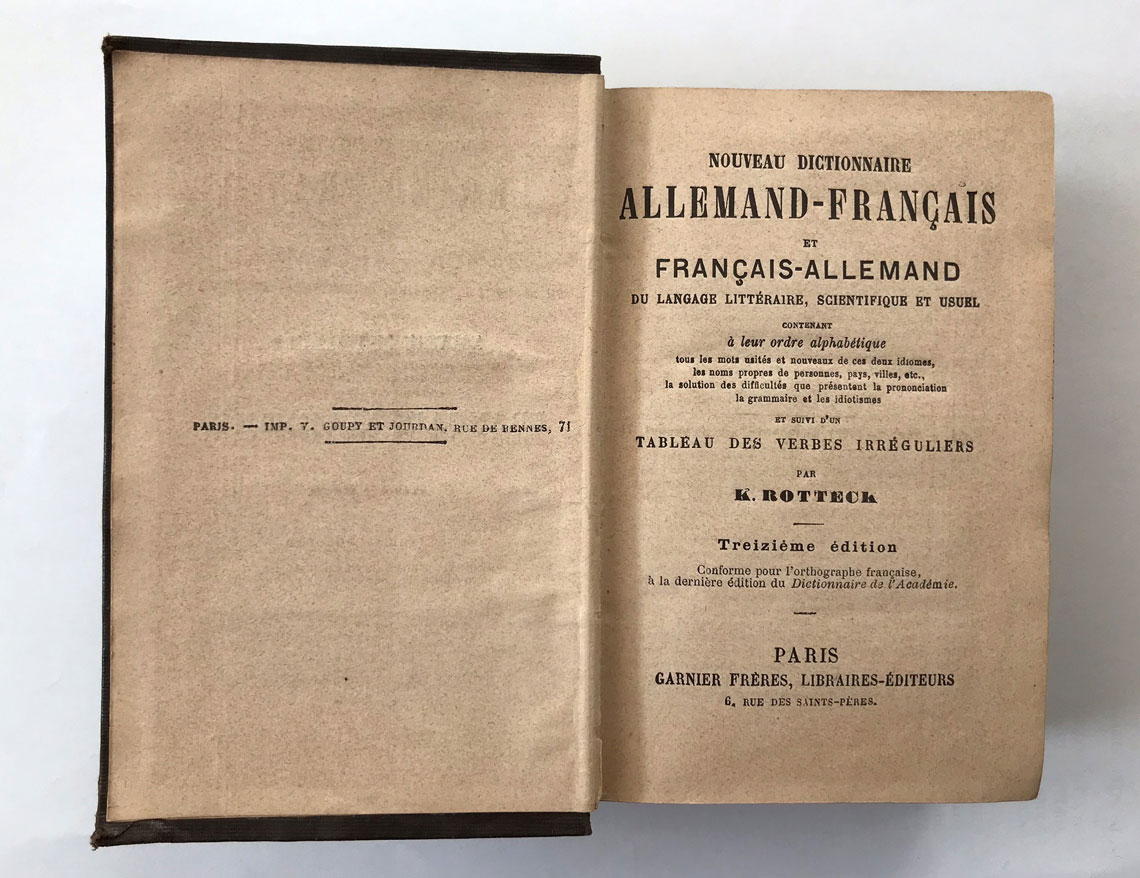 PARIS. — IMP. V. GOUPY ET JOURDAN, RUE DE RENNES, 71
NOUVEAU DICTIONNAIRE
ALLEMAND-FRANÇAIS
ET
FRANÇAIS-ALLEMAND
DU LANGAGE LITTÉRAIRE, SCIENTIFIQUE ET USUEL
CONTENANT
à leur ordre alphabétique
tous les mots usités et nouveaux de ces deux idiomes,
les noms propres de personnes, pays, villes, etc.,
la solution des difficultés que présentent la prononciation
la grammaire et les idiotismes
ET SUIVI D'UN
TABLEAU DES VERBES IRRÉGULIERS
PAR
K. ROTTECK
Treizième édition
Conforme pour l'orthographe française,
à la dernière édition du Dictionnaire de l'Académie.
PARIS
GARNIER FRÈRES, LIBRAIRES-ÉDITEURS
6, RUE DES SAINTS-PÈRES.